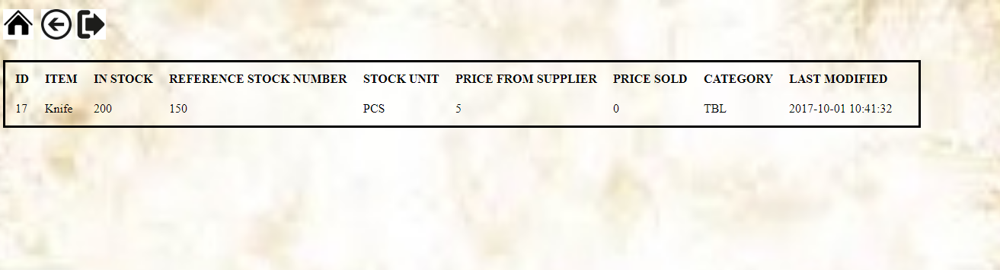 ID ITEM IN STOCK REFERENCE STOCK NUMBER STOCK UNIT PRICE FROM SUPPLIER PRICE SOLD CATEGORY LAST MODIFIED
17 Knife 200 150 PCS 5 0 TBL 2017-10-01 10:41:32